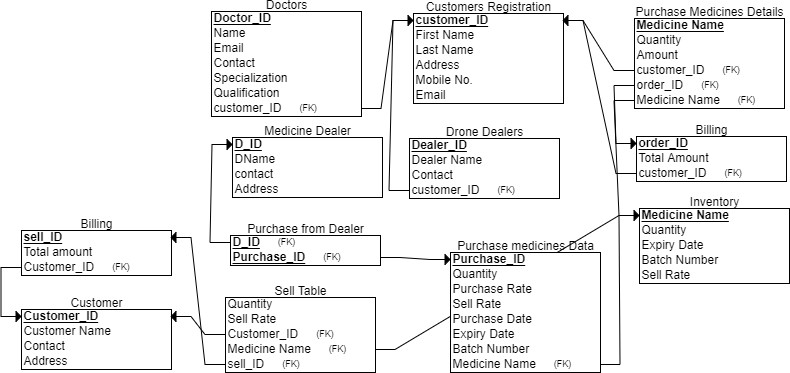 Doctors
Doctor_ID
Name
Email
Contact
Specialization
Qualification
customer_ID (FK)
Customers Registration
customer_ID
First Name
Last Name
Address
Mobile No.
Email
Purchase Medicines Details
Medicine Name
Quantity
Amount
customer_ID (FK)
order_ID (FK)
Medicine Name (FK)
Medicine Dealer
D_ID
DName
contact
Address
Drone Dealers
Dealer_ID
Dealer Name
Contact
customer_ID (FK)
Billing
order_ID
Total Amount
customer_ID (FK)
Billing
sell_ID
Total amount
Customer_ID (FK)
Purchase from Dealer
D_ID (FK)
Purchase_ID (FK)
Purchase medicines Data
Purchase_ID
Quantity
Purchase Rate
Sell Rate
Purchase Date
Expiry Date
Batch Number
Medicine Name (FK)
Inventory
Medicine Name
Quantity
Expiry Date
Batch Number
Sell Rate
Customer
Customer_ID
Customer Name
Contact
Address
Sell Table
Quantity
Sell Rate
Customer_ID (FK)
Medicine Name (FK)
sell_ID (FK)